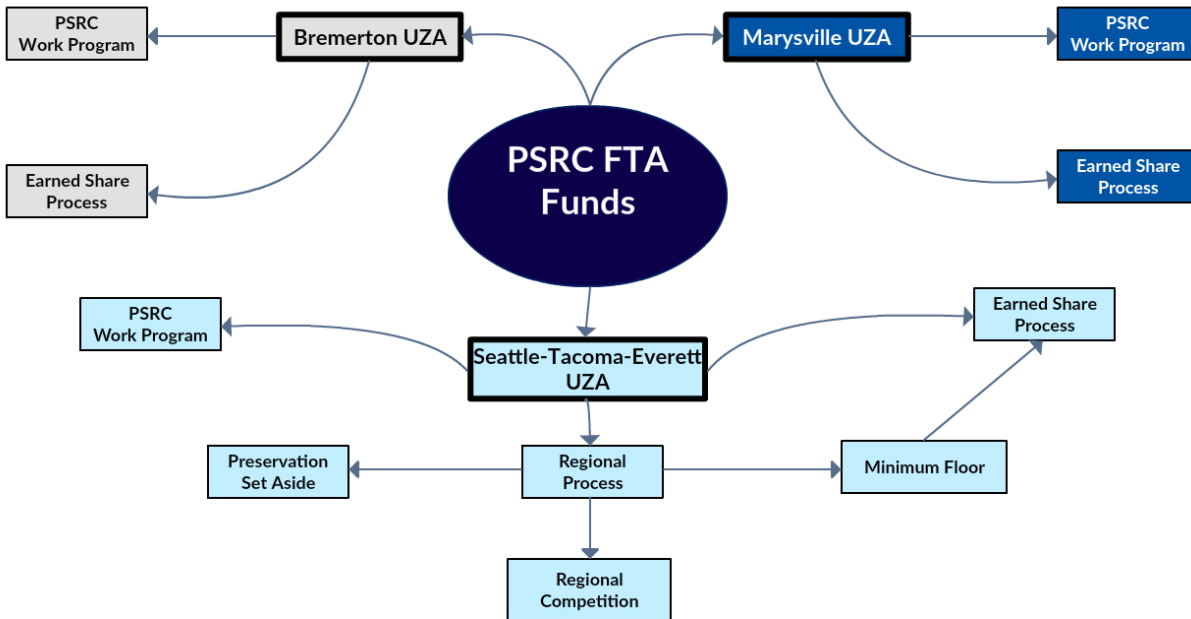 PSRC
Work Program
Bremerton UZA
Marysville UZA
PSRC
Work Program
PSRC FTA
Funds
Earned Share
Process
Earned Share
Process
PSRC
Work Program
Earned Share
Process
Seattle-Tacoma-Everett
UZA
Preservation
Set Aside
Regional
Process
Minimum Floor
Regional
Competition